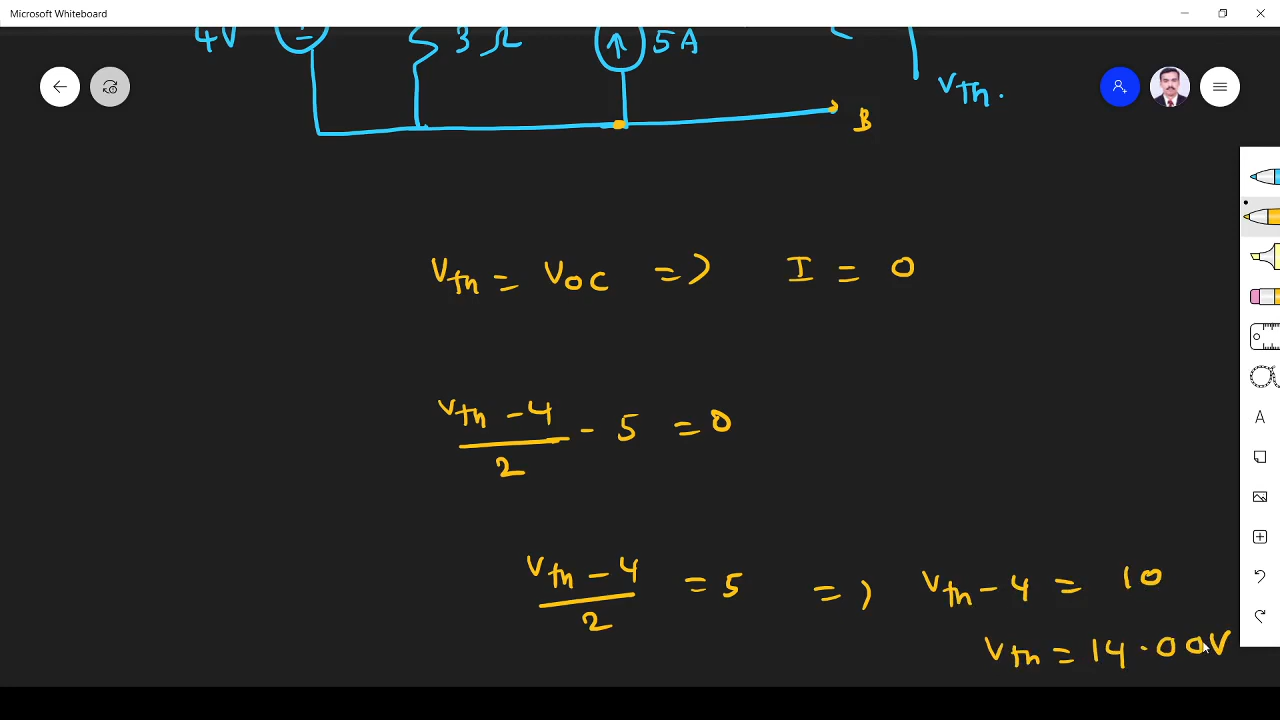 Microsoft Whiteboard
4V 3Ω 5A
Vth.
B
Vth = Voc => I = 0
Vth - 4 / 2 - 5 = 0
Vth - 4 / 2 = 5 => Vth - 4 = 10
Vth = 14.00V